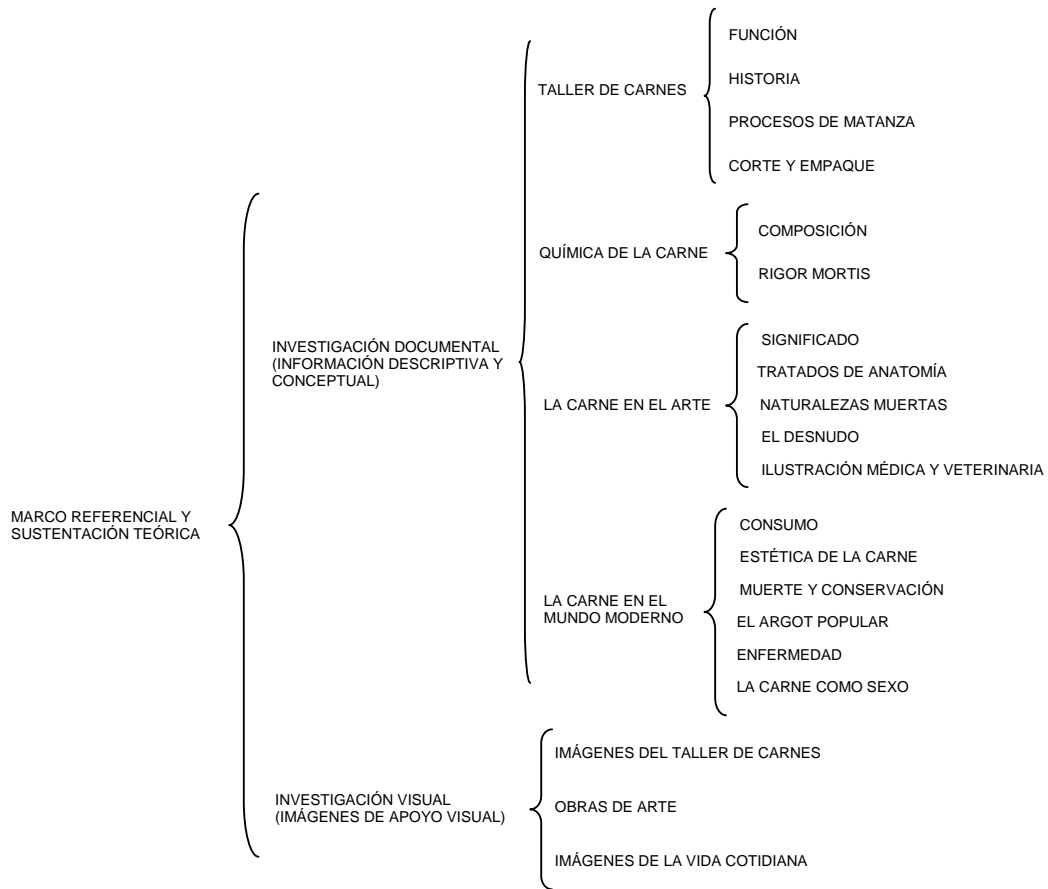 MARCO REFERENCIAL Y
SUSTENTACIÓN TEÓRICA
INVESTIGACIÓN DOCUMENTAL
(INFORMACIÓN DESCRIPTIVA Y
CONCEPTUAL)
TALLER DE CARNES
FUNCIÓN
HISTORIA
PROCESOS DE MATANZA
CORTE Y EMPAQUE
QUÍMICA DE LA CARNE
COMPOSICIÓN
RIGOR MORTIS
LA CARNE EN EL ARTE
SIGNIFICADO
TRATADOS DE ANATOMÍA
NATURALEZAS MUERTAS
EL DESNUDO
ILUSTRACIÓN MÉDICA Y VETERINARIA
LA CARNE EN EL
MUNDO MODERNO
CONSUMO
ESTÉTICA DE LA CARNE
MUERTE Y CONSERVACIÓN
EL ARGOT POPULAR
ENFERMEDAD
LA CARNE COMO SEXO
INVESTIGACIÓN VISUAL
(IMÁGENES DE APOYO VISUAL)
IMÁGENES DEL TALLER DE CARNES
OBRAS DE ARTE
IMÁGENES DE LA VIDA COTIDIANA